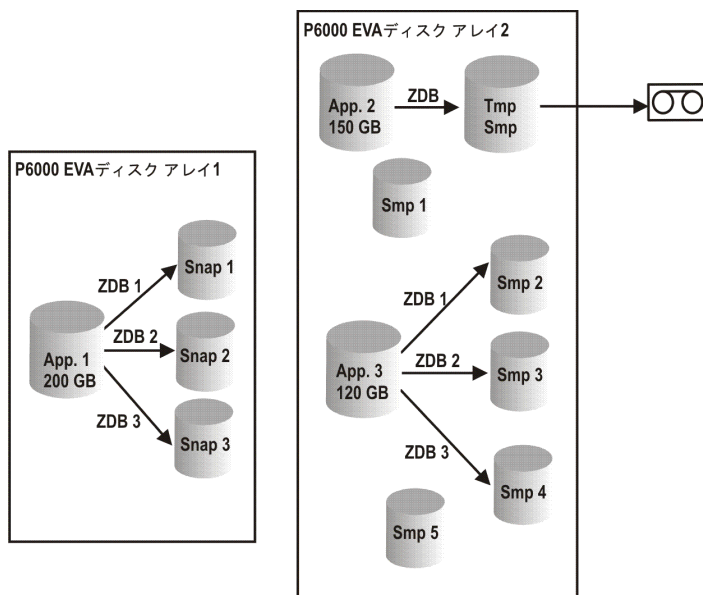 P6000 EVAディスク アレイ1
Snap 1
ZDB 1
App. 1
200 GB
ZDB 2
Snap 2
ZDB 3
Snap 3
P6000 EVAディスク アレイ2
App. 2
150 GB
ZDB
Tmp
Smp
Smp 1
Smp 2
ZDB 1
App. 3
120 GB
ZDB 2
Smp 3
ZDB 3
Smp 4
Smp 5